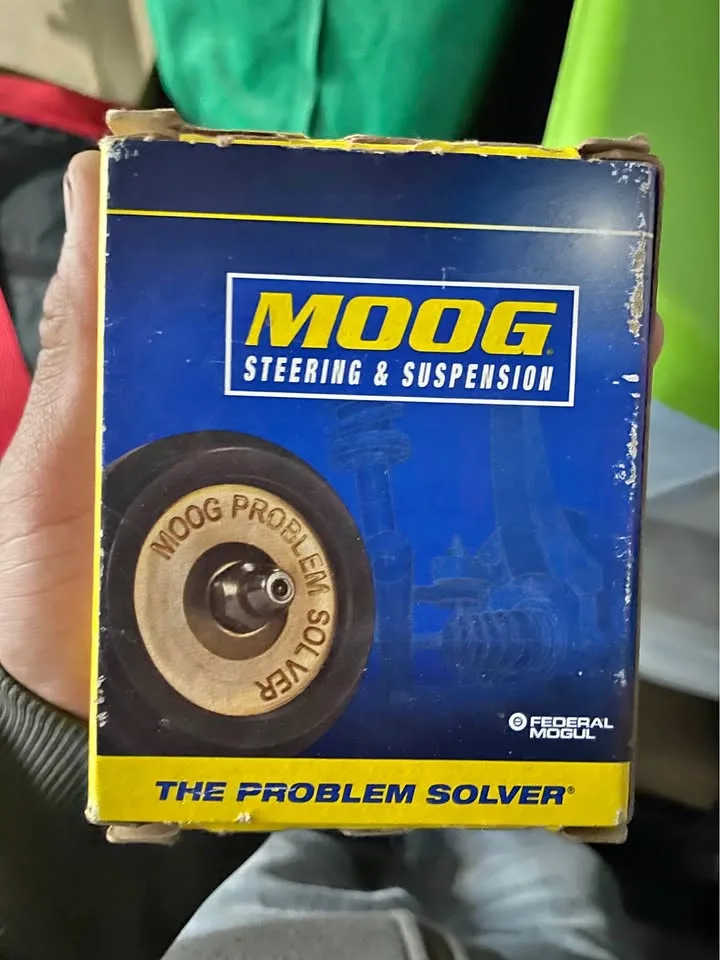 MOOG
STEERING & SUSPENSION
MOOG PROBLEM SOLVER
FEDERAL
MOGUL
THE PROBLEM SOLVER®